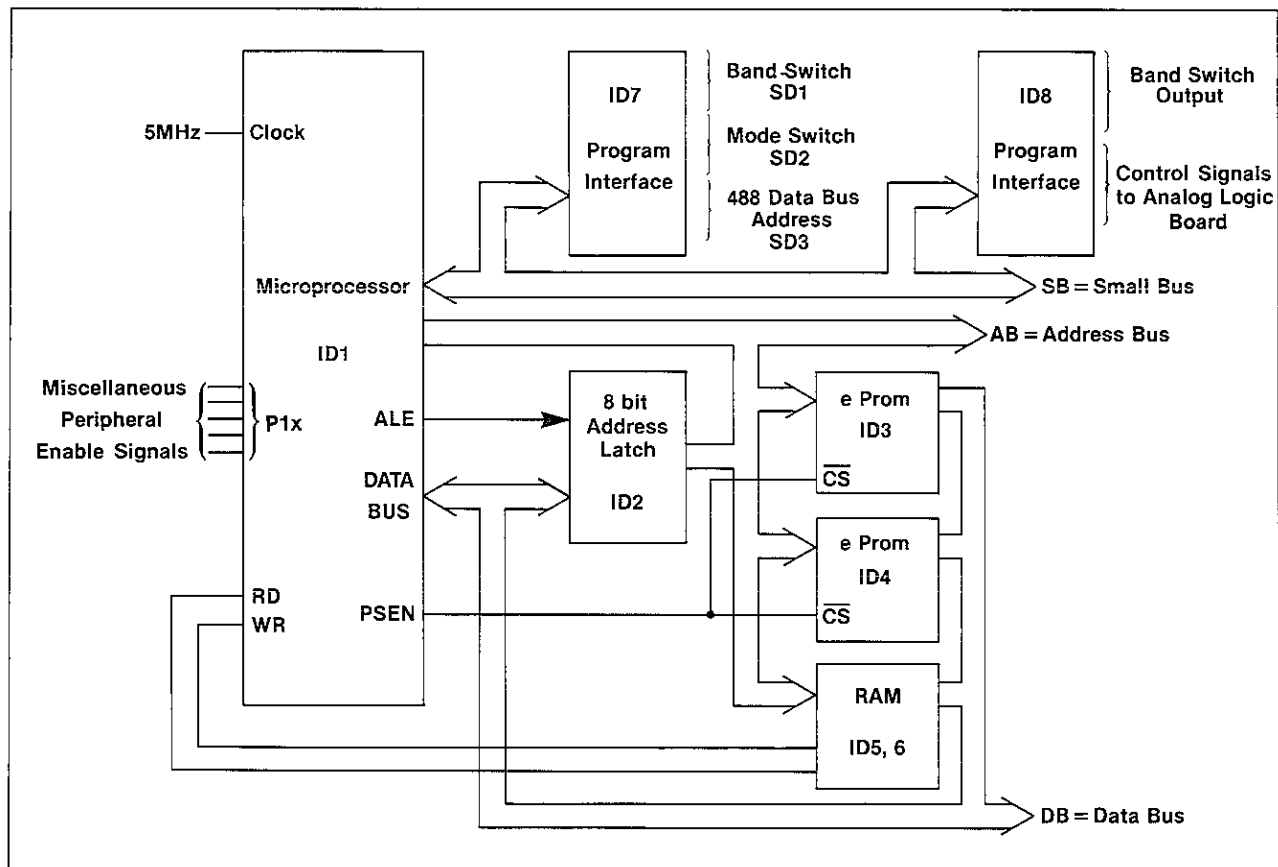 5MHz
Clock
Microprocessor
ID1
Miscellaneous
Peripheral
Enable Signals
P1x
ALE
DATA
BUS
RD
WR
PSEN
ID7
Program
Interface
Band-Switch
SD1
Mode Switch
SD2
488 Data Bus
Address
SD3
ID8
Program
Interface
Band Switch
Output
Control Signals
to Analog Logic
Board
SB = Small Bus
AB = Address Bus
8 bit
Address
Latch
ID2
e Prom
ID3
CS
e Prom
ID4
CS
RAM
ID5, 6
DB = Data Bus